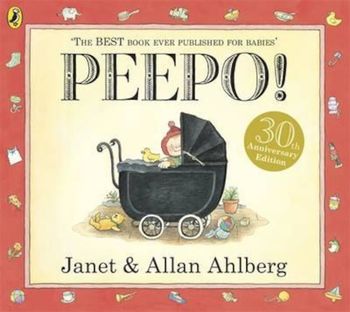 ‘THE BEST BOOK EVER PUBLISHED FOR BABIES’
PEEPO!
30th
Anniversary
Edition
Janet & Allan Ahlberg